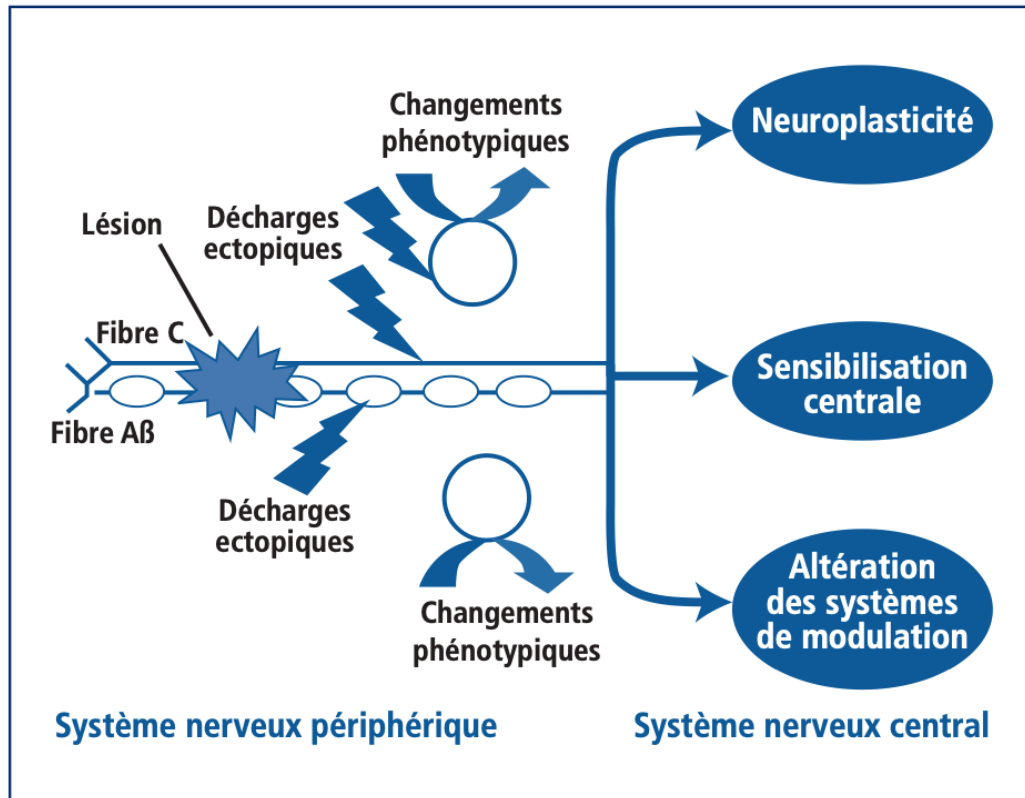 Changements
phénotypiques
Neuroplasticité
Lésion
Décharges
ectopiques
Fibre C
Fibre Aß
Sensibilisation
centrale
Décharges
ectopiques
Changements
phénotypiques
Altération
des systèmes
de modulation
Système nerveux périphérique
Système nerveux central